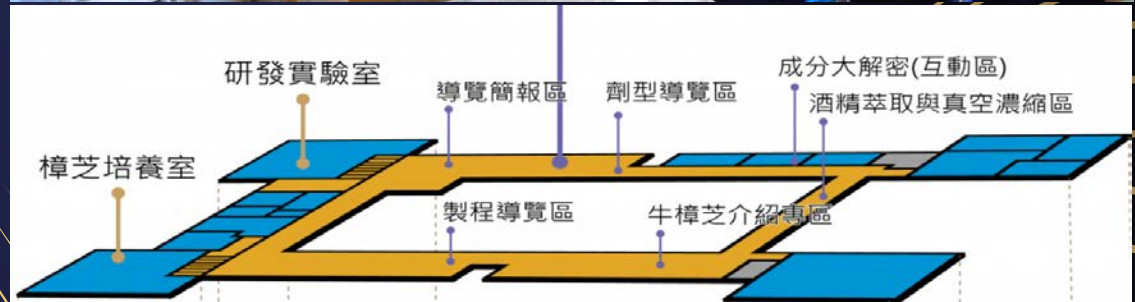 研發實驗室
導覽簡報區
劑型導覽區
成分大解密(互動區)
酒精萃取與真空濃縮區
樟芝培養室
製程導覽區
牛樟芝介紹專區